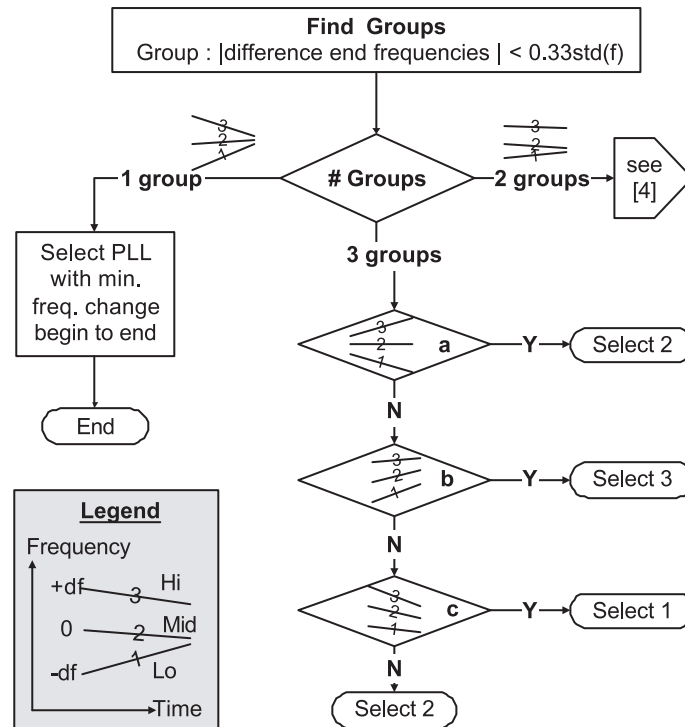 Find Groups
Group : |difference end frequencies | < 0.33std(f)
3
2
1
3
2
1
1 group
# Groups
2 groups
see
[4]
3 groups
Select PLL
with min.
freq. change
begin to end
End
3
2
1
a
Y
Select 2
N
3
2
1
b
Y
Select 3
N
3
2
1
c
Y
Select 1
N
Select 2
Legend
Frequency
+df
3
Hi
0
2
Mid
-df
1
Lo
Time